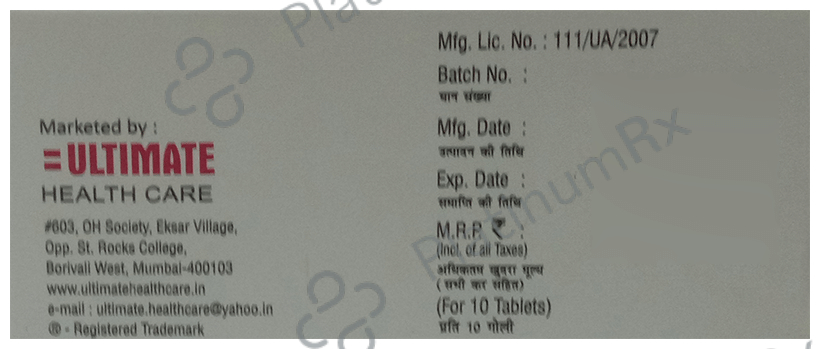 Marketed by :
ULTIMATE
HEALTH CARE
#603, OH Society, Eksar Village,
Opp. St. Rocks College,
Borivali West, Mumbai-400103
www.ultimatehealthcare.in
e-mail : ultimate.healthcare@yahoo.in
® - Registered Trademark
Mfg. Lic. No. : 111/UA/2007
Batch No. :
घान संख्या
Mfg. Date :
उत्पादन की तिथि
Exp. Date :
समाप्ति की तिथि
M.R.P. ₹ :
(Incl. of all Taxes)
अधिकतम खुदरा मूल्य
( सभी कर सहित)
(For 10 Tablets)
प्रति 10 गोली
PlatinumRx